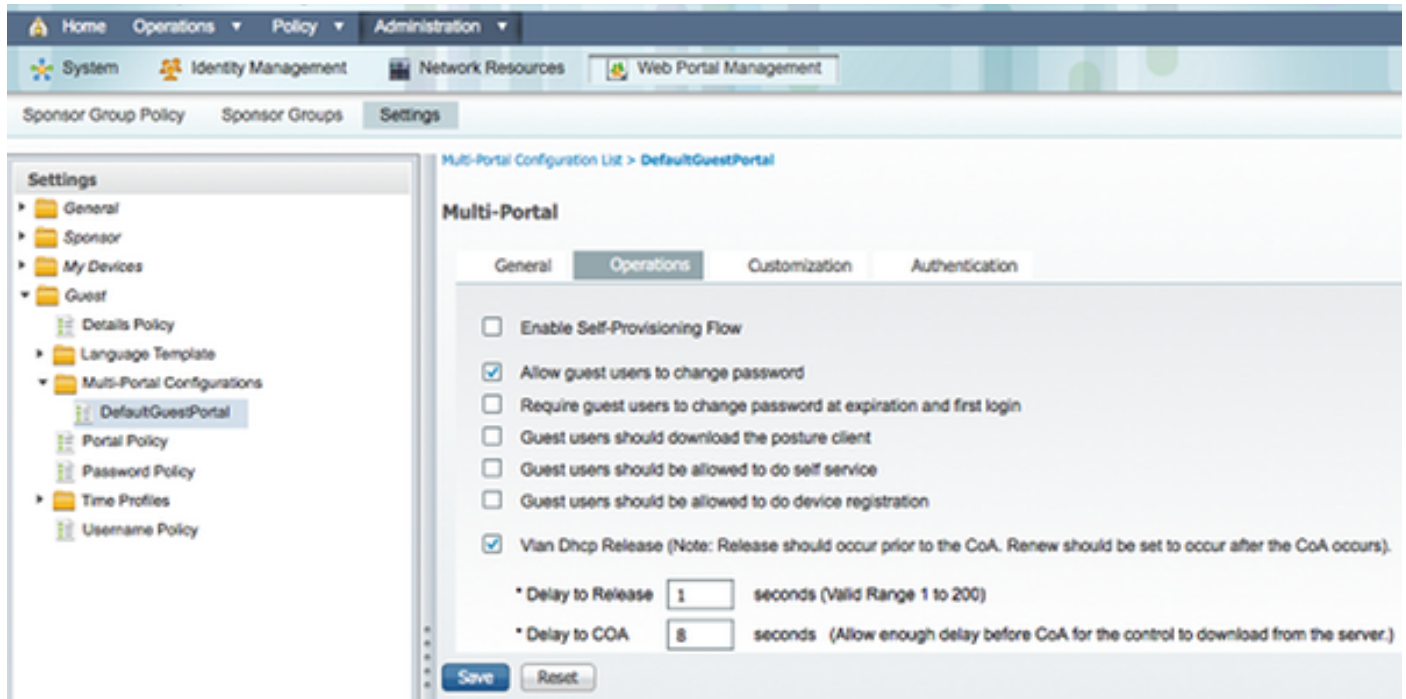 Home Operations ▼ Policy ▼ Administration ▼
System Identity Management Network Resources Web Portal Management
Sponsor Group Policy Sponsor Groups Settings
Settings
General
Sponsor
My Devices
Guest
Details Policy
Language Template
Multi-Portal Configurations
DefaultGuestPortal
Portal Policy
Password Policy
Time Profiles
Username Policy
Multi-Portal Configuration List > DefaultGuestPortal
Multi-Portal
General Operations Customization Authentication
Enable Self-Provisioning Flow
Allow guest users to change password
Require guest users to change password at expiration and first login
Guest users should download the posture client
Guest users should be allowed to do self service
Guest users should be allowed to do device registration
Vlan Dhcp Release (Note: Release should occur prior to the CoA. Renew should be set to occur after the CoA occurs).
* Delay to Release 1 seconds (Valid Range 1 to 200)
* Delay to COA 8 seconds (Allow enough delay before CoA for the control to download from the server.)
Save Reset